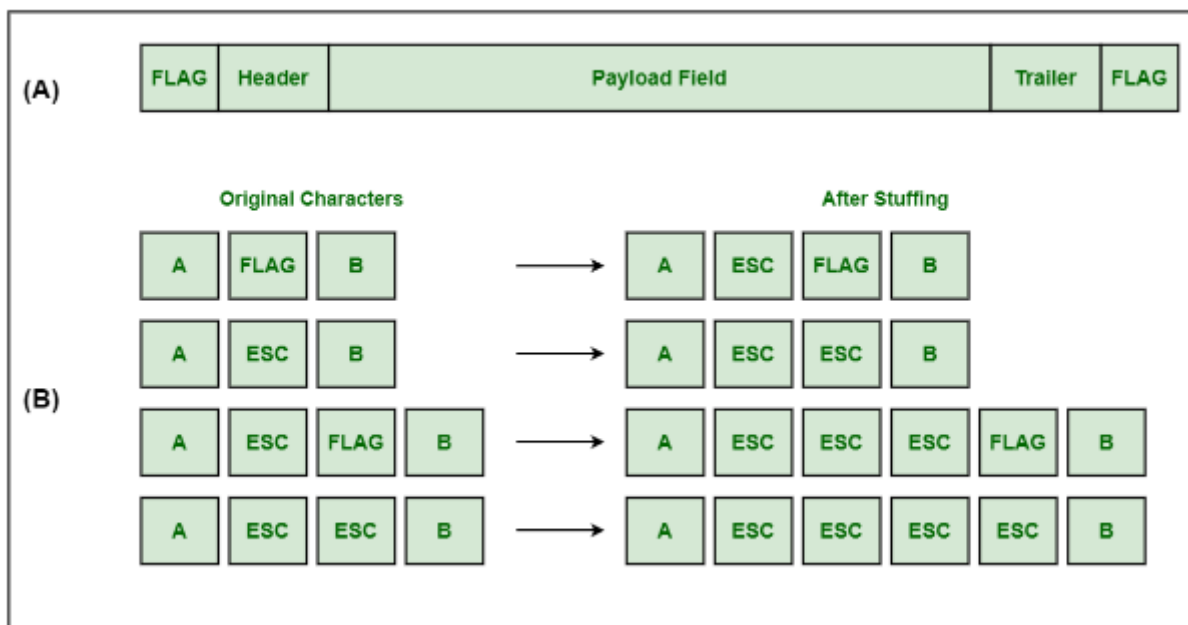 (A) FLAG Header Payload Field Trailer FLAG
Original Characters After Stuffing
A FLAG B A ESC FLAG B
A ESC B A ESC ESC B
(B)
A ESC FLAG B A ESC ESC ESC FLAG B
A ESC ESC B A ESC ESC ESC ESC B